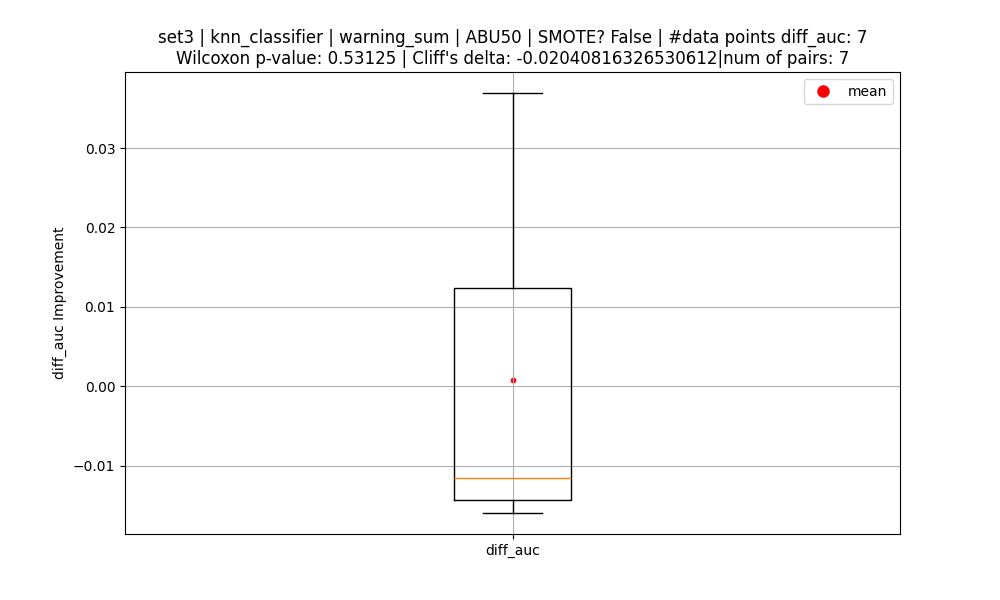 set3 | knn_classifier | warning_sum | ABU50 | SMOTE? False | #data points diff_auc: 7
Wilcoxon p-value: 0.53125 | Cliff's delta: -0.02040816326530612|num of pairs: 7
mean
0.03
0.02
0.01
0.00
−0.01
diff_auc Improvement
diff_auc